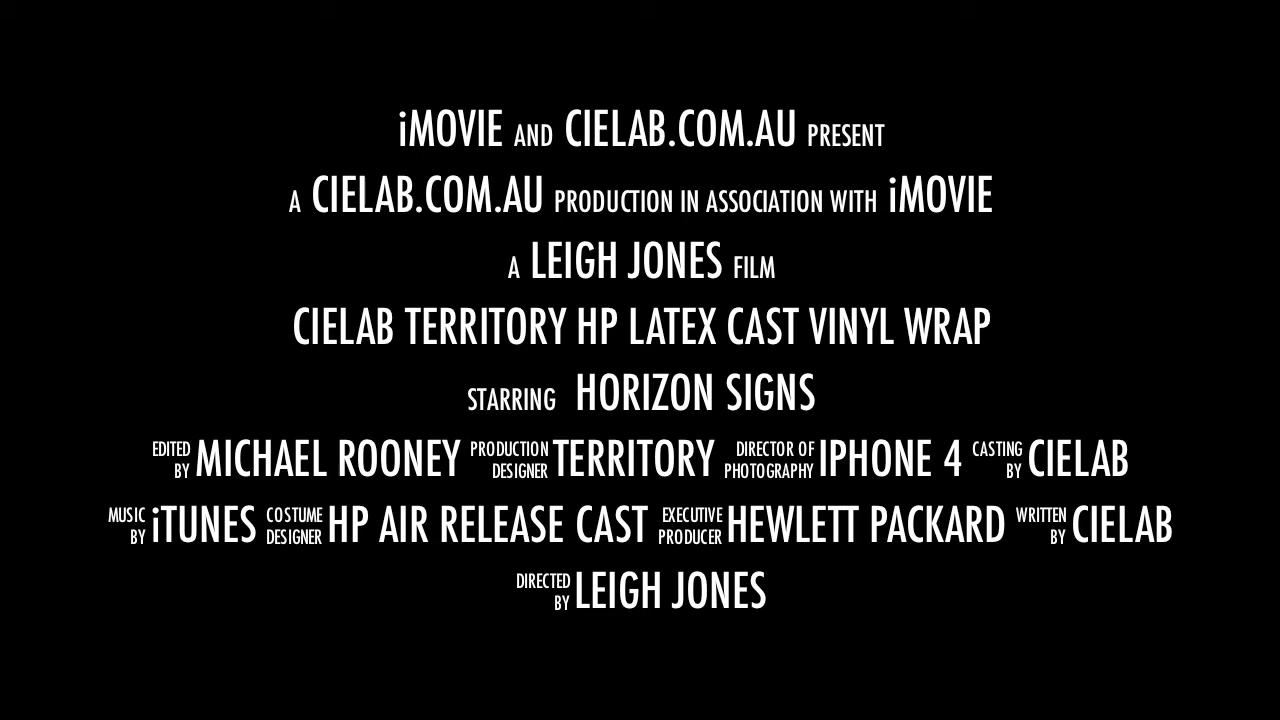 iMOVIE AND CIELAB.COM.AU PRESENT
A CIELAB.COM.AU PRODUCTION IN ASSOCIATION WITH iMOVIE
A LEIGH JONES FILM
CIELAB TERRITORY HP LATEX CAST VINYL WRAP
STARRING HORIZON SIGNS
EDITED BY MICHAEL ROONEY PRODUCTION DESIGNER TERRITORY DIRECTOR OF PHOTOGRAPHY IPHONE 4 CASTING BY CIELAB
MUSIC BY iTUNES COSTUME DESIGNER HP AIR RELEASE CAST EXECUTIVE PRODUCER HEWLETT PACKARD WRITTEN BY CIELAB
DIRECTED BY LEIGH JONES